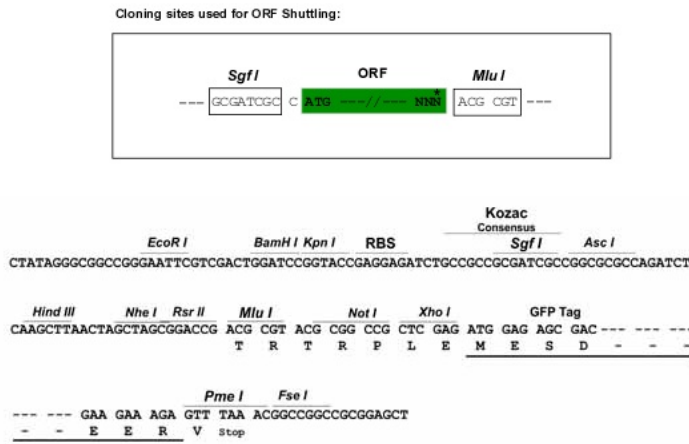 Cloning sites used for ORF Shuttling:
Sgf I ORF Mlu I
--- GCGATCGC C ATG ---//--- NNN* ACG CGT ---
Kozac
Consensus
EcoR I BamH I Kpn I RBS Sgf I Asc I
CTATAGGGCGGCCGGGAATTCGTCGACTGGATCCGGTACCGAGGAGATCTGCCGCCGCGATCGCCGGCGCGCCAGATCT
Hind III Nhe I Rsr II Mlu I Not I Xho I GFP Tag
CAAGCTTAACTAGCTAGCGGACCG ACG CGT ACG CGG CCG CTC GAG ATG GAG AGC GAC --- ---
T R T R P L E M E S D - - -
--- --- GAA GAA AGA GTT TAA ACGGCCGGCCGCGGAGCT
- - E E R V Stop
Pme I Fse I